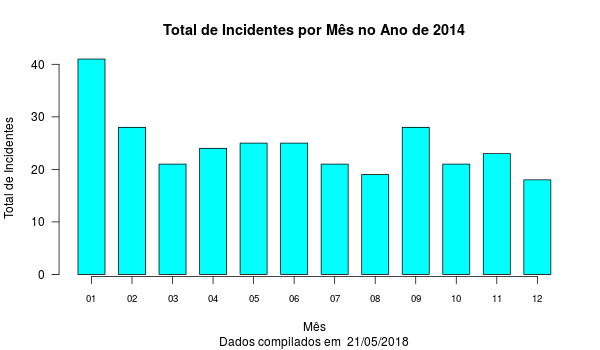 Total de Incidentes por Mês no Ano de 2014
Total de Incidentes
40
30
20
10
0
01 02 03 04 05 06 07 08 09 10 11 12
Mês
Dados compilados em 21/05/2018